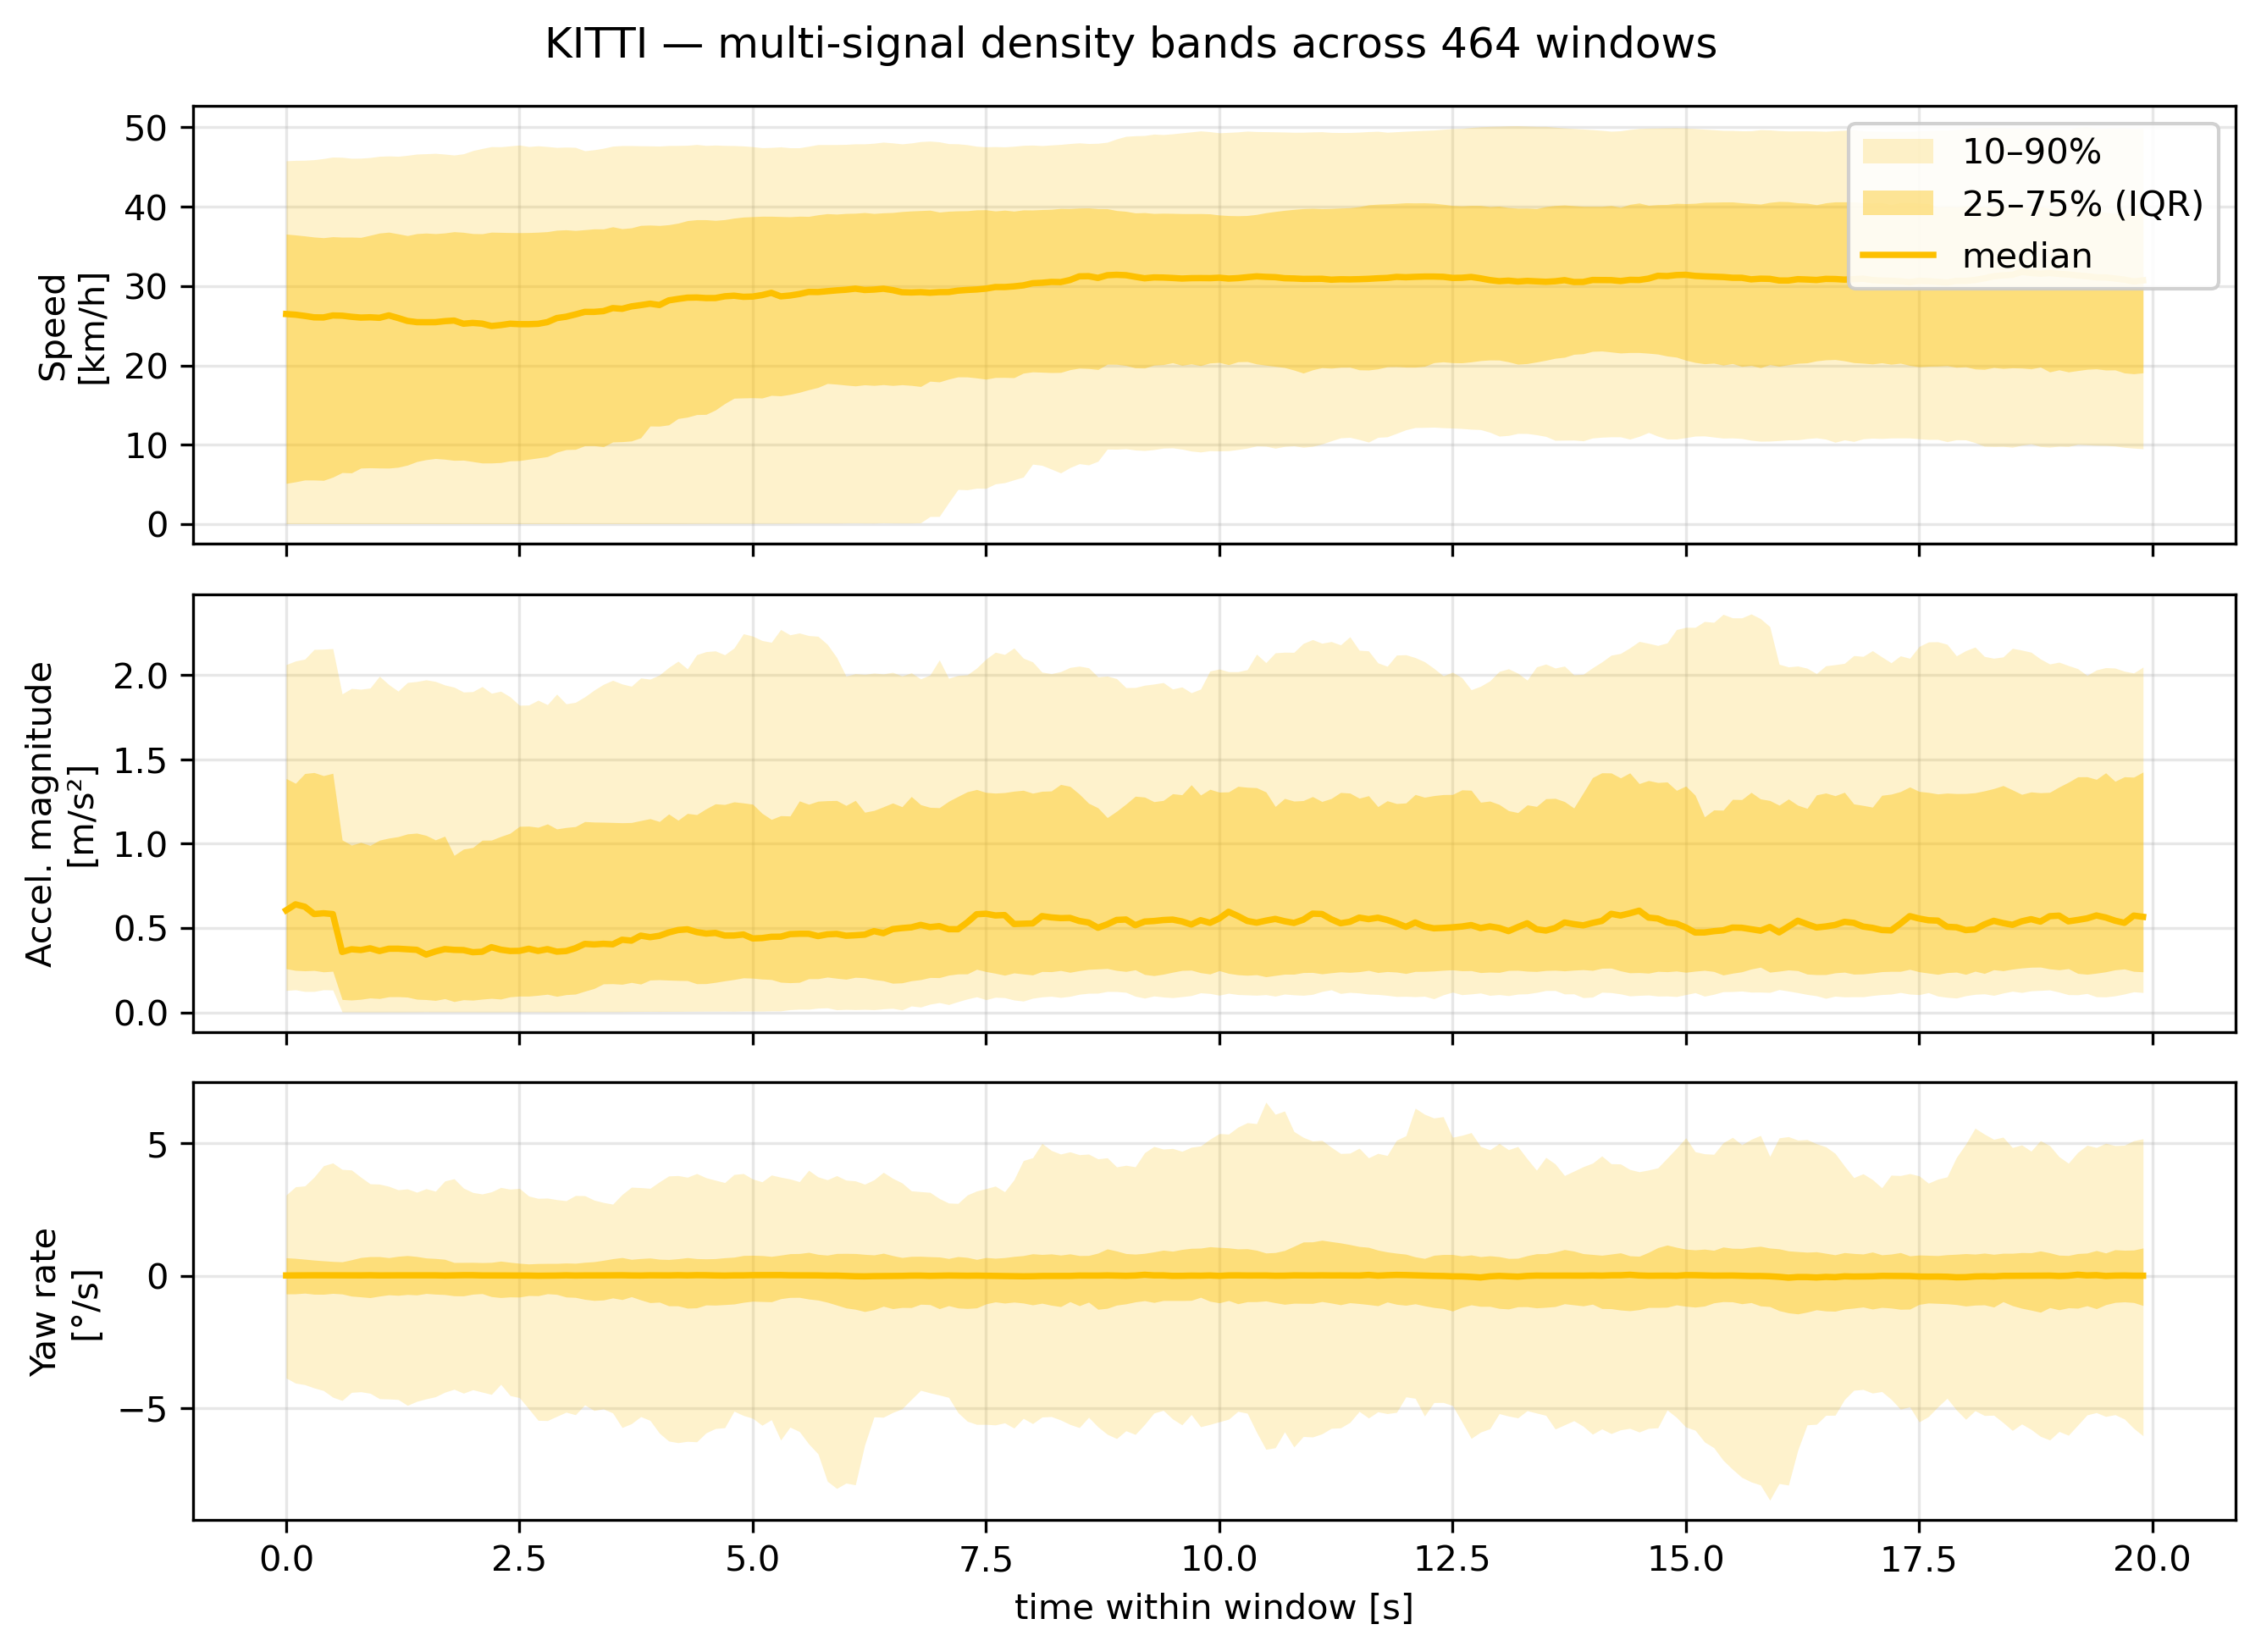 KITTI — multi-signal density bands across 464 windows
50
40
30
20
10
0
Speed
[km/h]
10–90%
25–75% (IQR)
median
2.0
1.5
1.0
0.5
0.0
Accel. magnitude
[m/s²]
5
0
−5
Yaw rate
[°/s]
0.0 2.5 5.0 7.5 10.0 12.5 15.0 17.5 20.0
time within window [s]